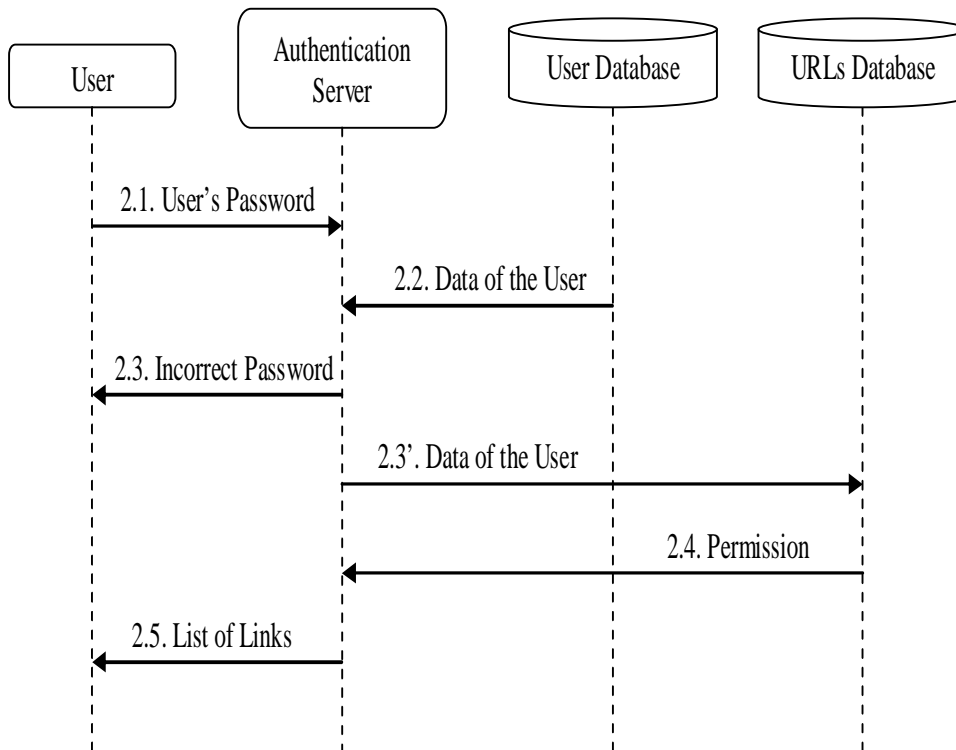 User
Authentication
Server
User Database
URLs Database
2.1. User’s Password
2.2. Data of the User
2.3. Incorrect Password
2.3’. Data of the User
2.4. Permission
2.5. List of Links